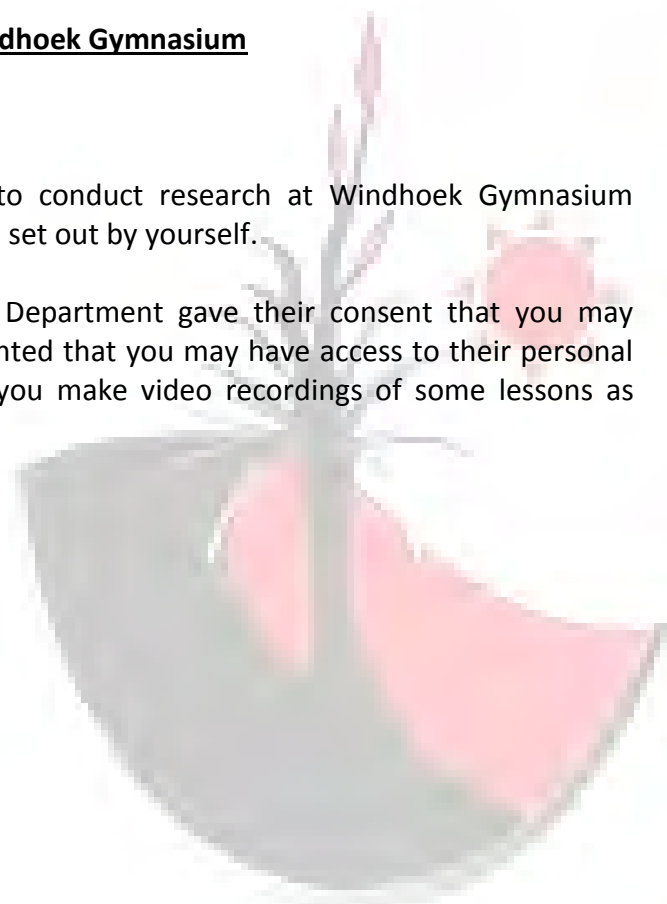 dhoek Gymnasium
to conduct research at Windhoek Gymnasium
set out by yourself.
Department gave their consent that you may
nted that you may have access to their personal
you make video recordings of some lessons as